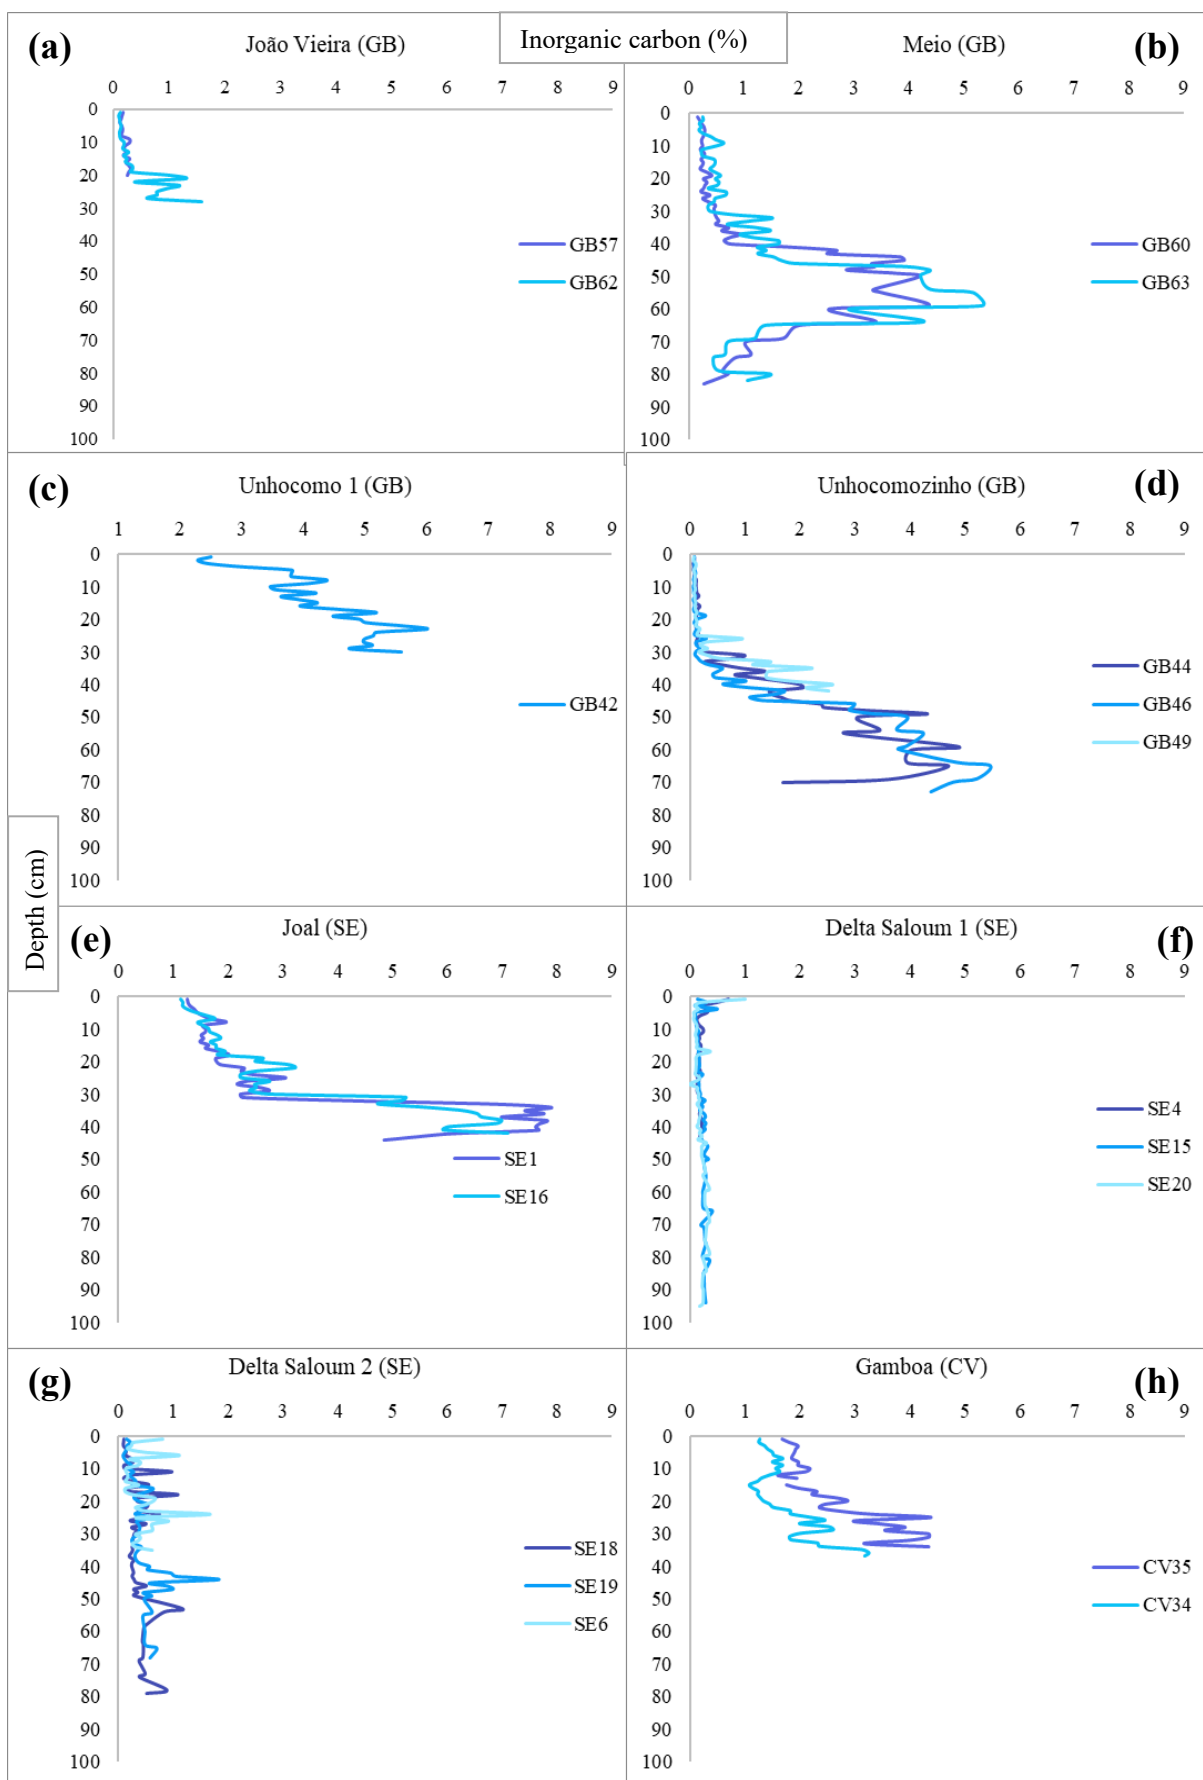 Inorganic carbon (%)
Depth (cm)
(a)
João Vieira (GB)
0 1 2 3 4 5 6 7 8 9
0
10
20
30
40
50
60
70
80
90
100
GB57
GB62
Meio (GB)
(b)
0 1 2 3 4 5 6 7 8 9
0
10
20
30
40
50
60
70
80
90
100
GB60
GB63
(c)
Unhocomo 1 (GB)
1 2 3 4 5 6 7 8 9
0
10
20
30
40
50
60
70
80
90
100
GB42
Unhocomozinho (GB)
(d)
0 1 2 3 4 5 6 7 8 9
0
10
20
30
40
50
60
70
80
90
100
GB44
GB46
GB49
(e)
Joal (SE)
0 1 2 3 4 5 6 7 8 9
0
10
20
30
40
50
60
70
80
90
100
SE1
SE16
Delta Saloum 1 (SE)
(f)
0 1 2 3 4 5 6 7 8 9
0
10
20
30
40
50
60
70
80
90
100
SE4
SE15
SE20
(g)
Delta Saloum 2 (SE)
0 1 2 3 4 5 6 7 8 9
0
10
20
30
40
50
60
70
80
90
100
SE18
SE19
SE6
Gamboa (CV)
(h)
0 1 2 3 4 5 6 7 8 9
0
10
20
30
40
50
60
70
80
90
100
CV35
CV34